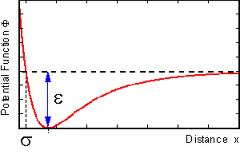 Potential Function Φ
ε
σ
Distance x